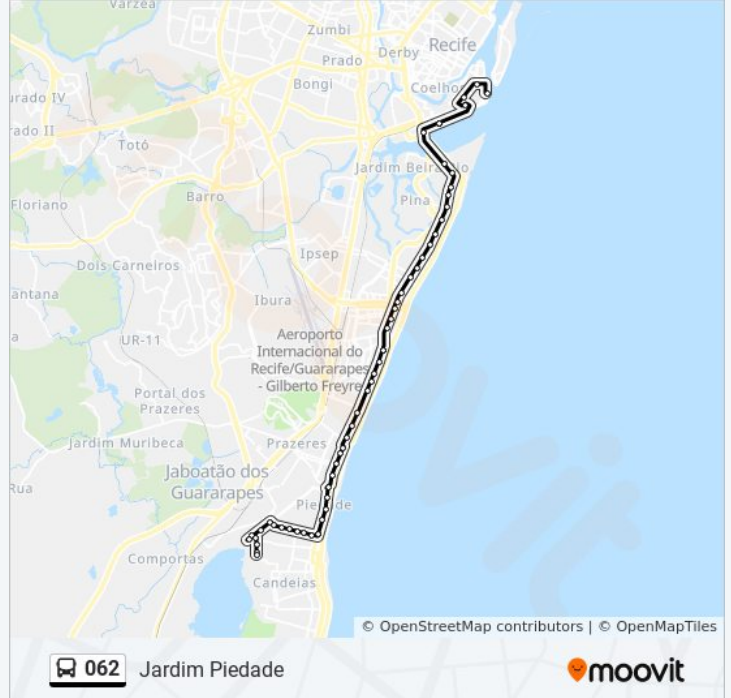 Várzea
Zumbi
Recife
Derby
Prado
Bongi
Coelho
urado IV
rado II
Totó
Jardim Beira Rio
Barro
Pina
Floriano
Ipsep
Dois Carneiros
antana
Ibura
a
UR-11
Aeroporto
Internacional do
Recife/Guararapes
- Gilberto Freyre
Portal dos
Prazeres
Jardim Muribeca
Prazeres
Jaboatão dos
Guararapes
Rua
Piedade
Comportas
Candeias
moovit
© OpenStreetMap contributors | © OpenMapTiles
062 Jardim Piedade
moovit